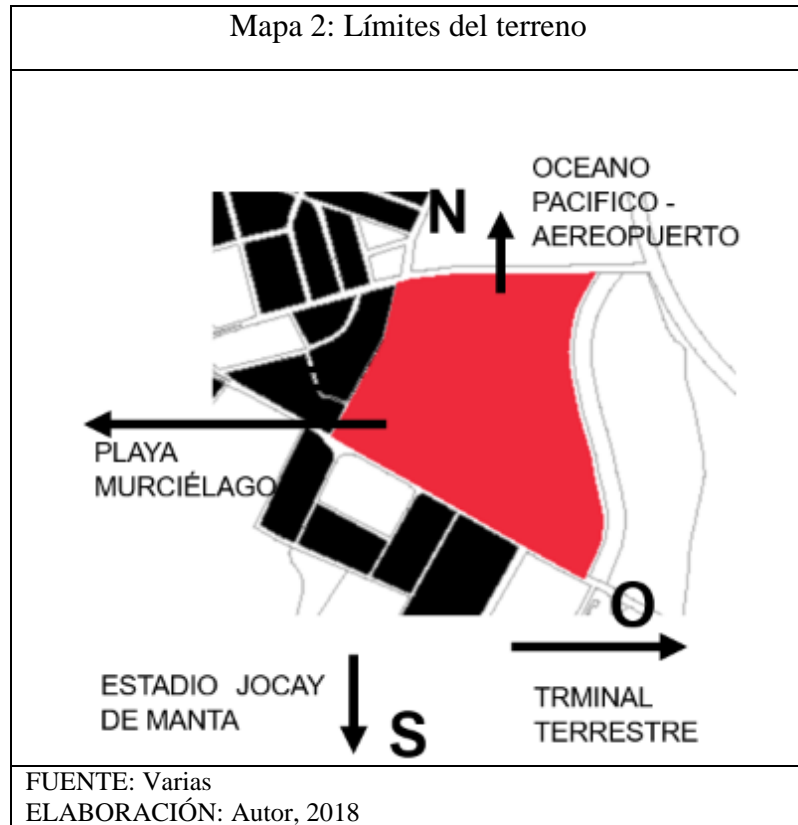 Mapa 2: Límites del terreno
OCEANO
PACIFICO -
AEREOPUERTO
N
PLAYA
MURCIÉLAGO
O
ESTADIO JOCAY
DE MANTA
S
TRMINAL
TERRESTRE
FUENTE: Varias
ELABORACIÓN: Autor, 2018